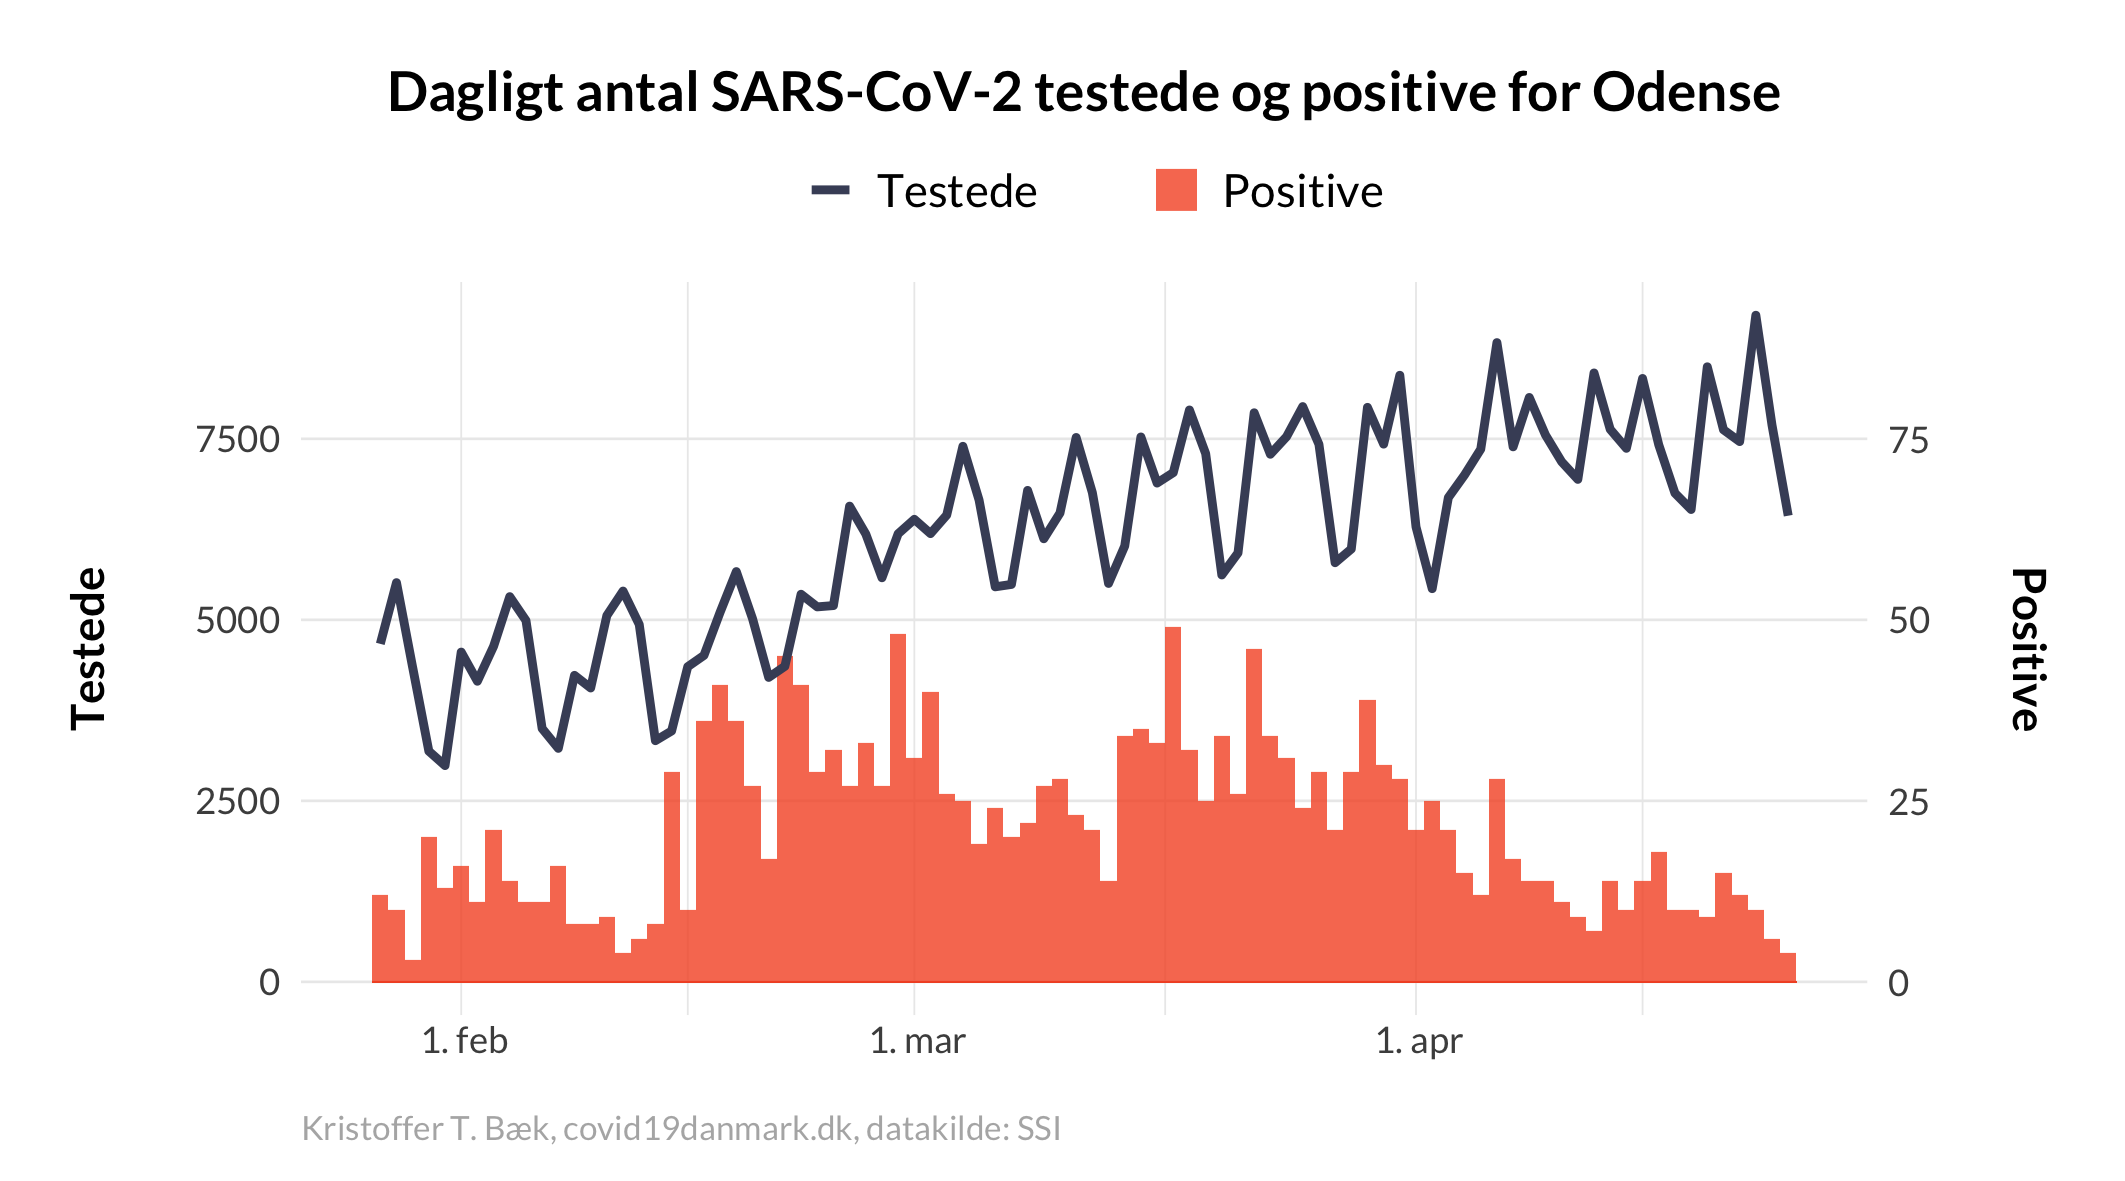 Dagligt antal SARS-CoV-2 testede og positive for Odense
Testede
Positive
7500
5000
2500
0
Testede
75
50
25
0
Positive
1. feb
1. mar
1. apr
Kristoffer T. Bæk, covid19danmark.dk, datakilde: SSI